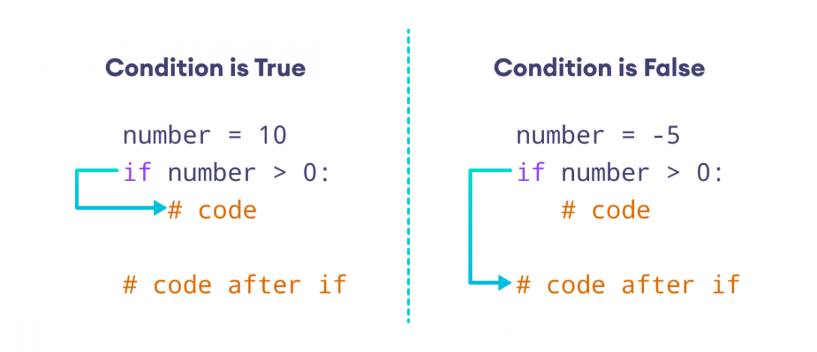 Condition is True
number = 10
if number > 0:
# code
# code after if
Condition is False
number = -5
if number > 0:
# code
# code after if